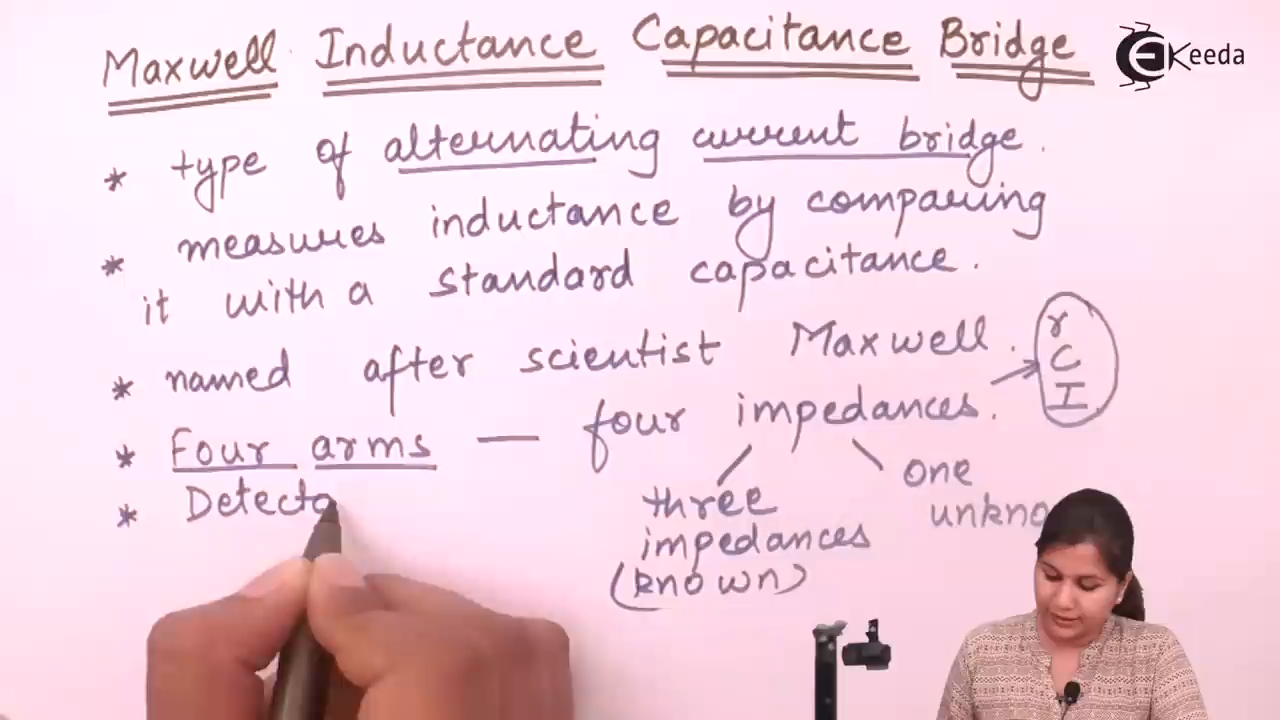 Maxwell Inductance Capacitance Bridge
EKeeda
* type of alternating current bridge.
* measures inductance by comparing
it with a standard capacitance.
* named after scientist Maxwell.
r
C
I
* Four arms — four impedances.
* Detecto
three
impedances
(known)
one
unkno